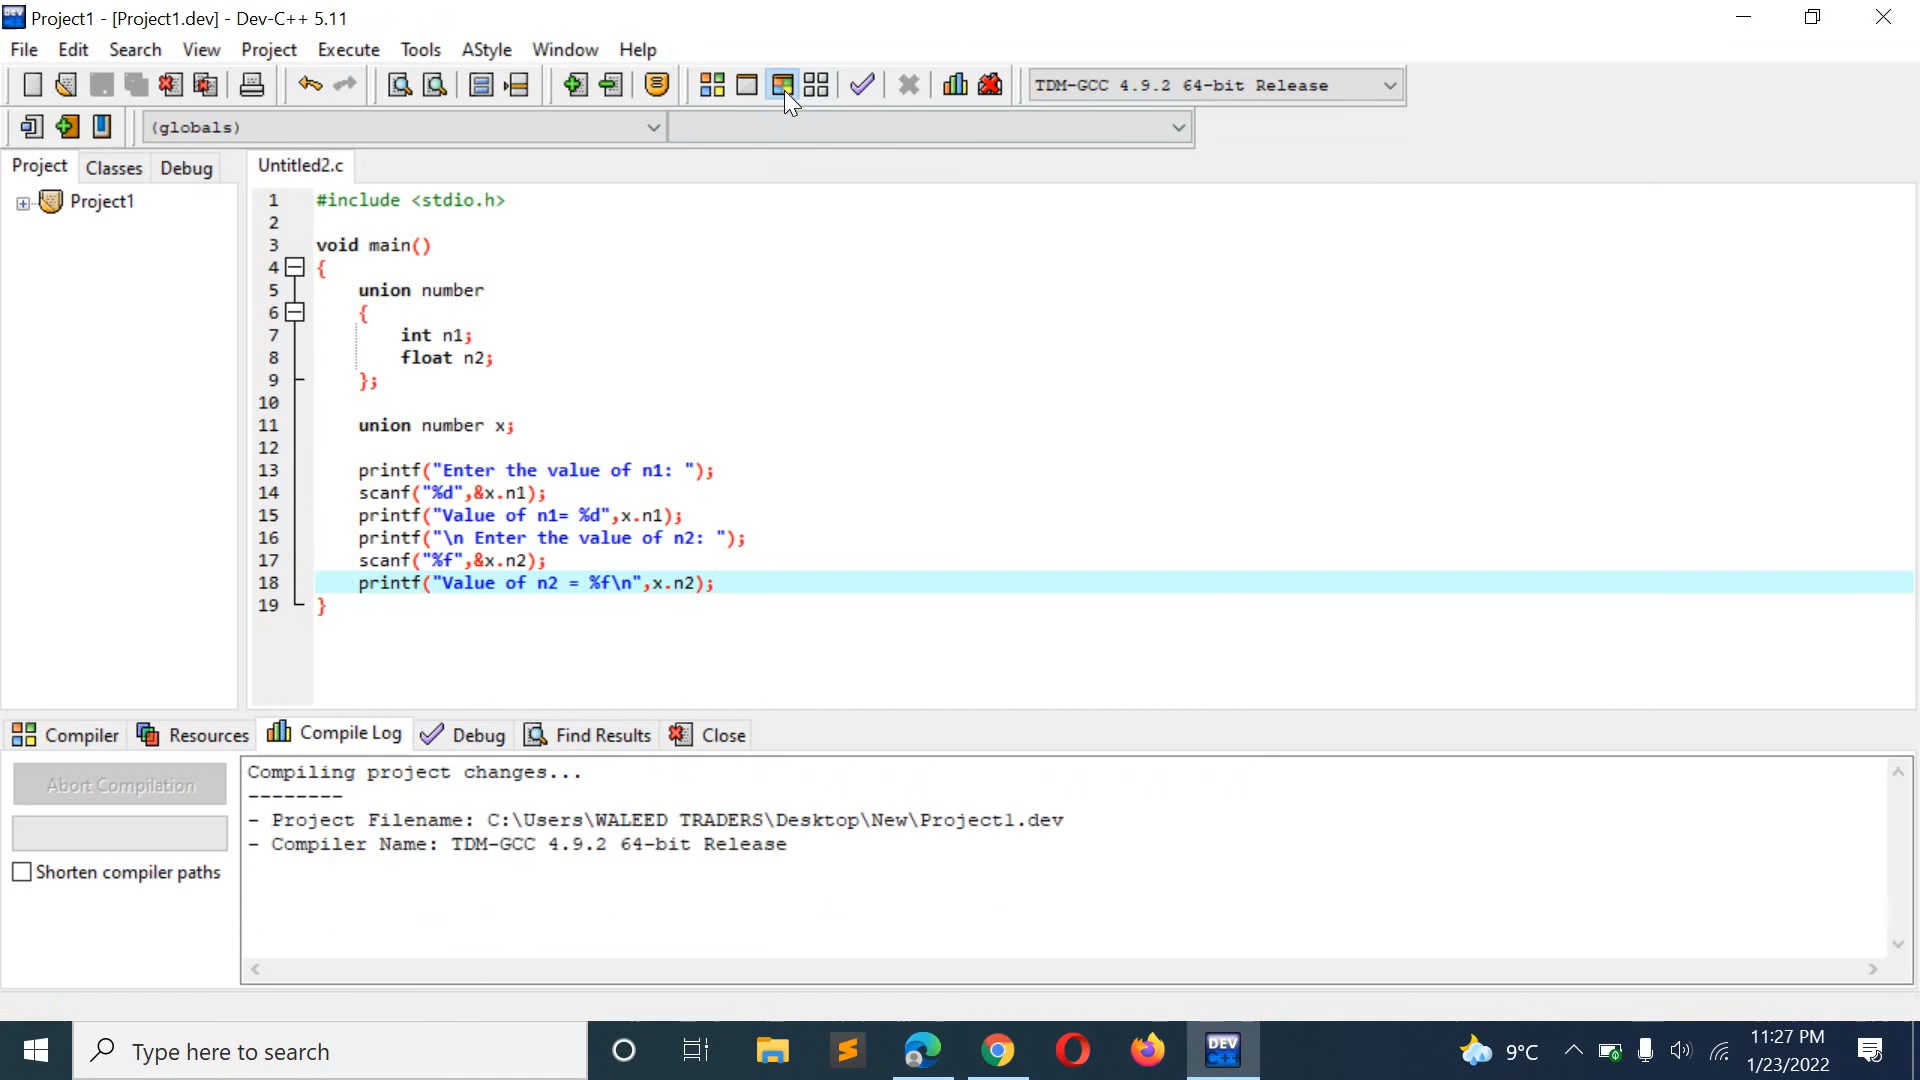 Project1 - [Project1.dev] - Dev-C++ 5.11
File Edit Search View Project Execute Tools AStyle Window Help
TDM-GCC 4.9.2 64-bit Release
(globals)
Project Classes Debug Untitled2.c
Project1
1 #include <stdio.h>
2
3 void main()
4 {
5 union number
6 {
7 int n1;
8 float n2;
9 };
10
11 union number x;
12
13 printf("Enter the value of n1: ");
14 scanf("%d",&x.n1);
15 printf("Value of n1= %d",x.n1);
16 printf("\n Enter the value of n2: ");
17 scanf("%f",&x.n2);
18 printf("Value of n2 = %f\n",x.n2);
19 }
Compiler Resources Compile Log Debug Find Results Close
Abort Compilation
Shorten compiler paths
Compiling project changes...
--------
- Project Filename: C:\Users\WALEED TRADERS\Desktop\New\Project1.dev
- Compiler Name: TDM-GCC 4.9.2 64-bit Release
Type here to search
DEV C++
9°C
11:27 PM
1/23/2022